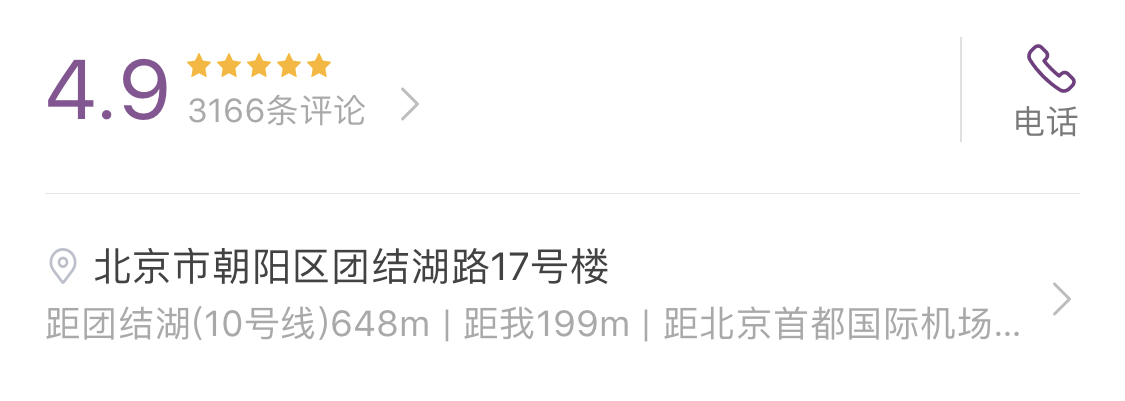 4.9
3166条评论
电话
北京市朝阳区团结湖路17号楼
距团结湖(10号线)648m | 距我199m | 距北京首都国际机场...